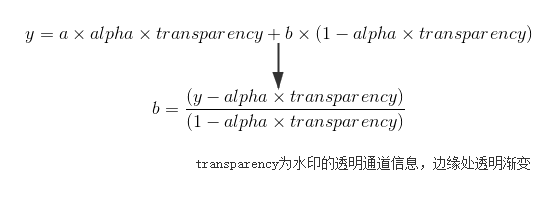 y = a × alpha × transparency + b × (1 − alpha × transparency)
b = (y − alpha × transparency) / (1 − alpha × transparency)
transparency为水印的透明通道信息，边缘处透明渐变